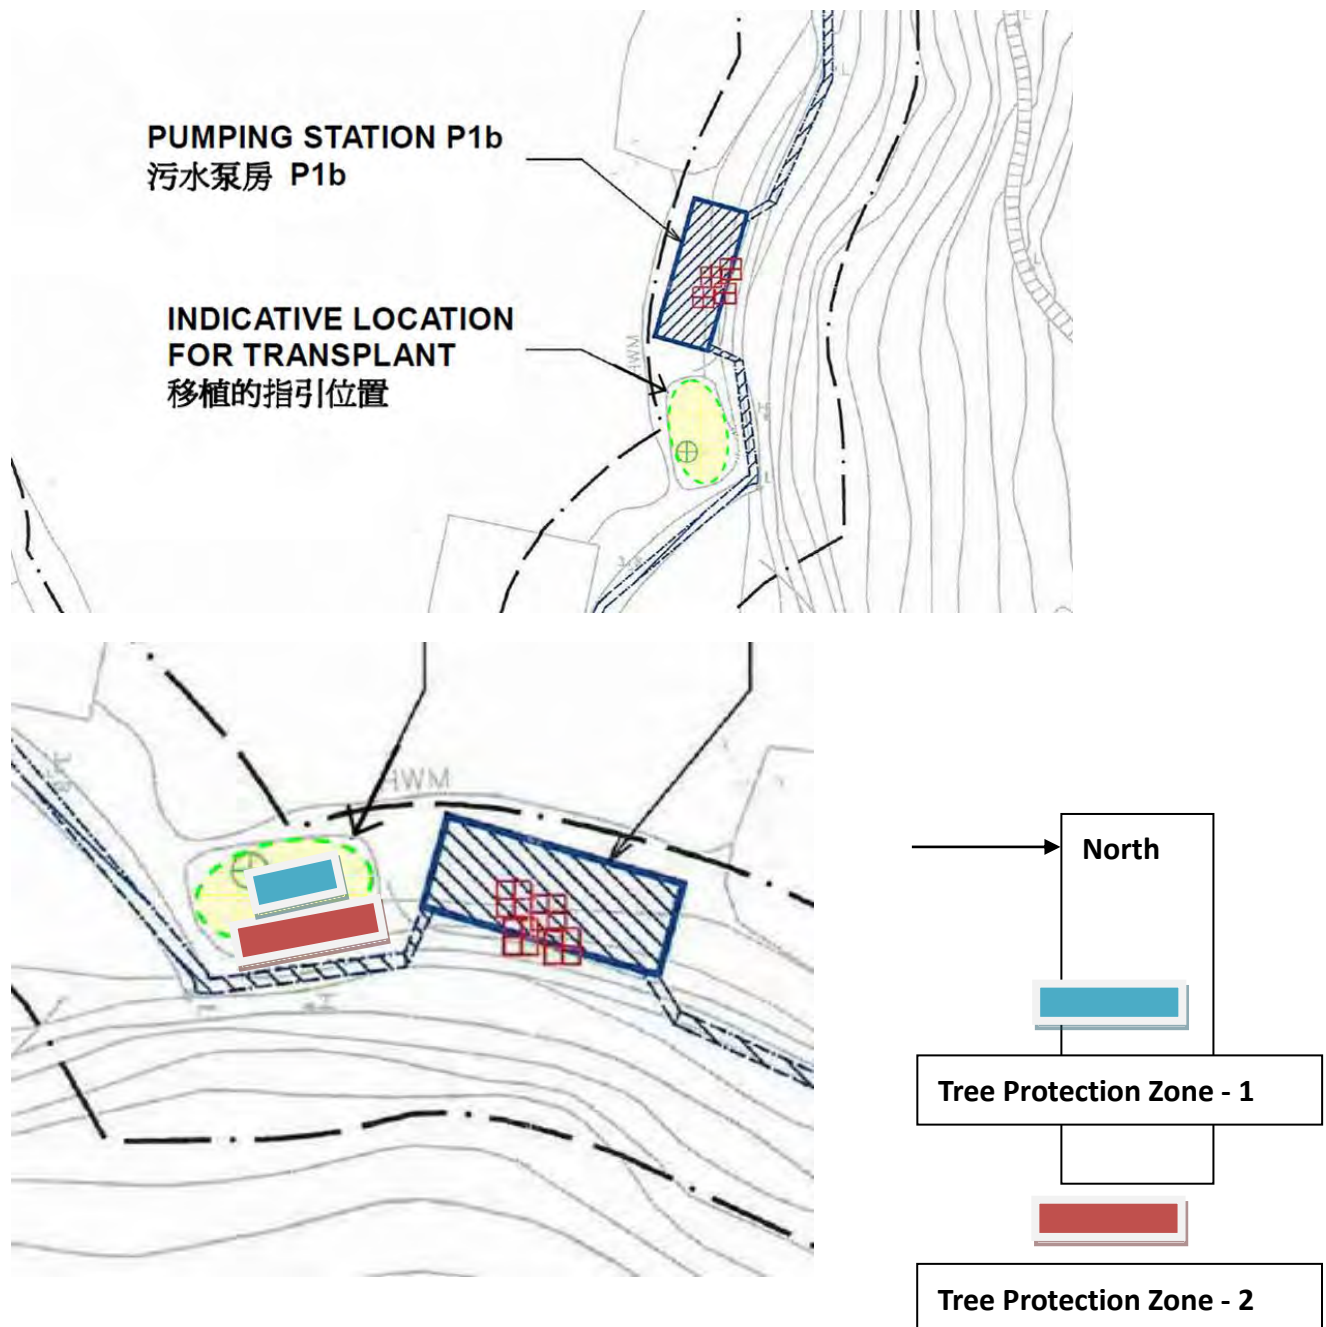 PUMPING STATION P1b
污水泵房 P1b
INDICATIVE LOCATION
FOR TRANSPLANT
移植的指引位置
HWM
HWM
North
Tree Protection Zone - 1
Tree Protection Zone - 2